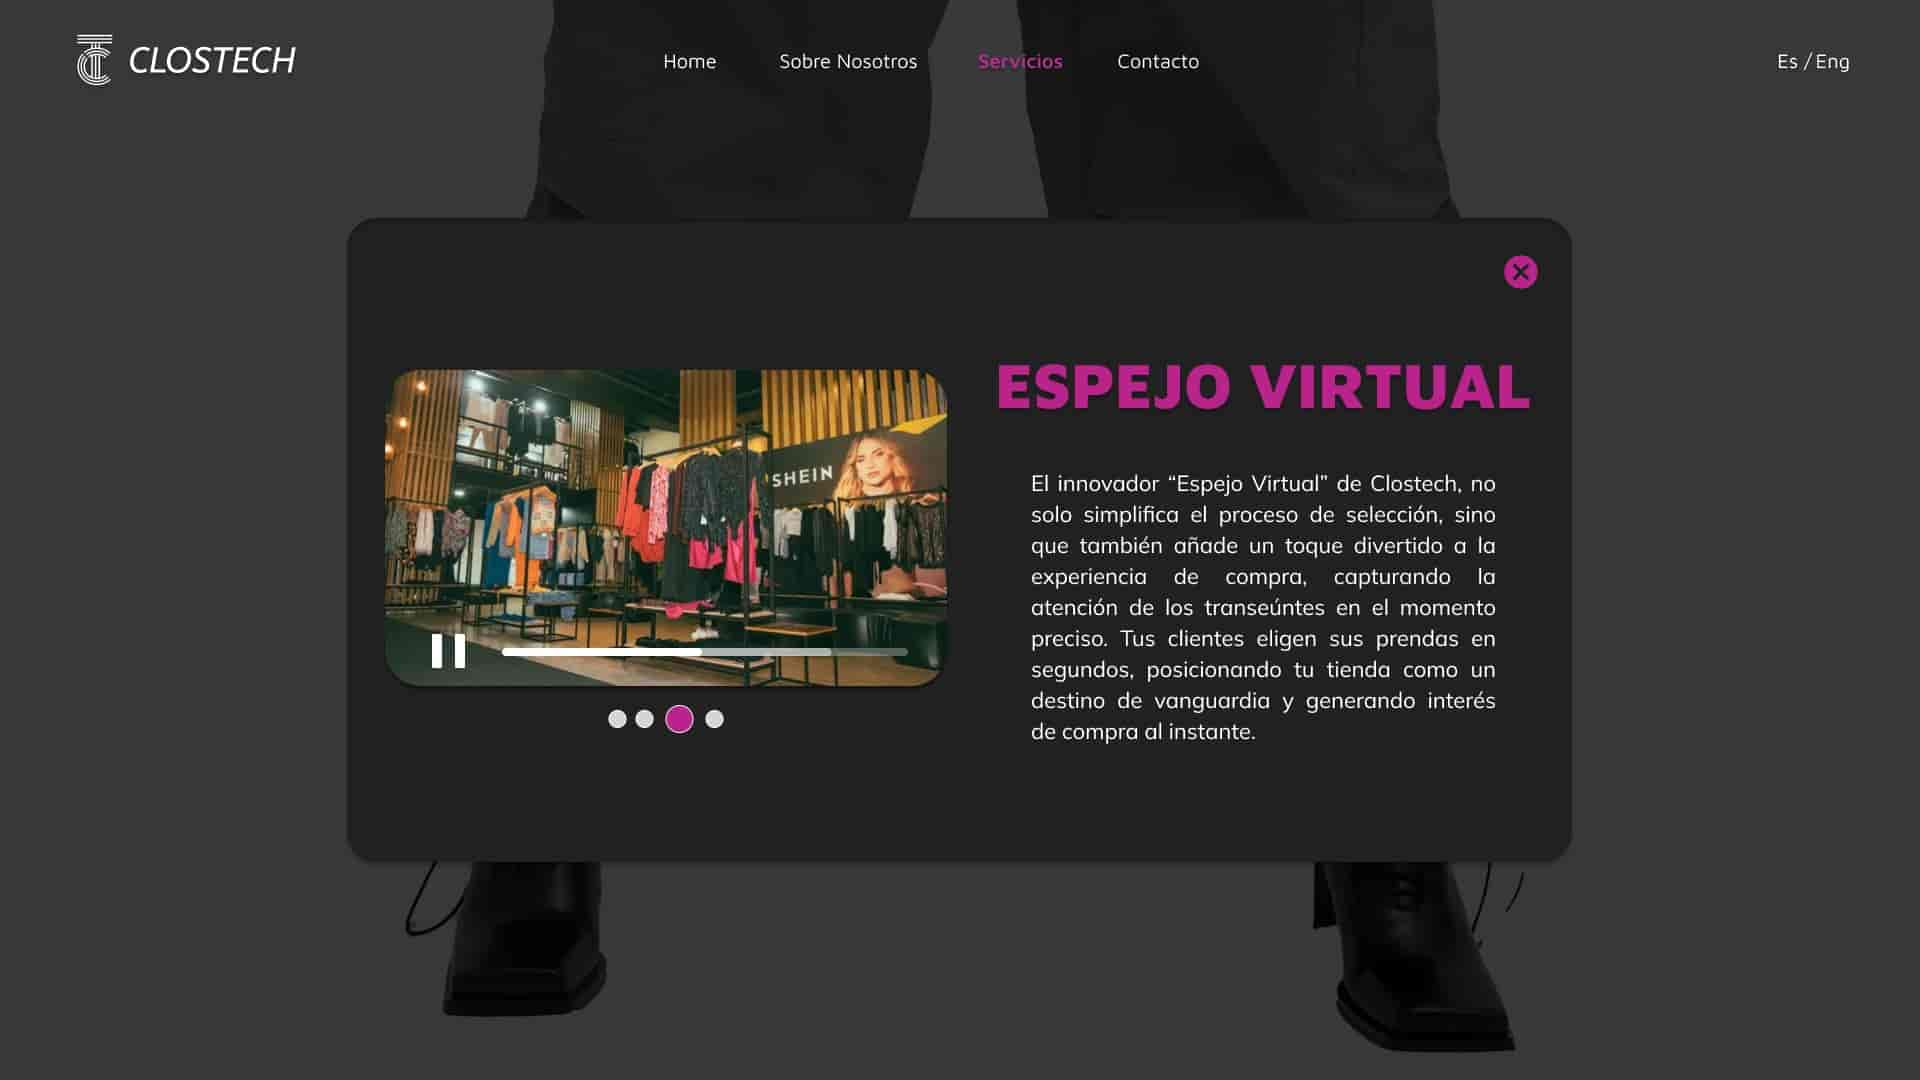 CLOSTECH
Home
Sobre Nosotros
Servicios
Contacto
Es / Eng
SHEIN
ESPEJO VIRTUAL
El innovador “Espejo Virtual” de Clostech, no
solo simplifica el proceso de selección, sino
que también añade un toque divertido a la
experiencia de compra, capturando la
atención de los transeúntes en el momento
preciso. Tus clientes eligen sus prendas en
segundos, posicionando tu tienda como un
destino de vanguardia y generando interés
de compra al instante.